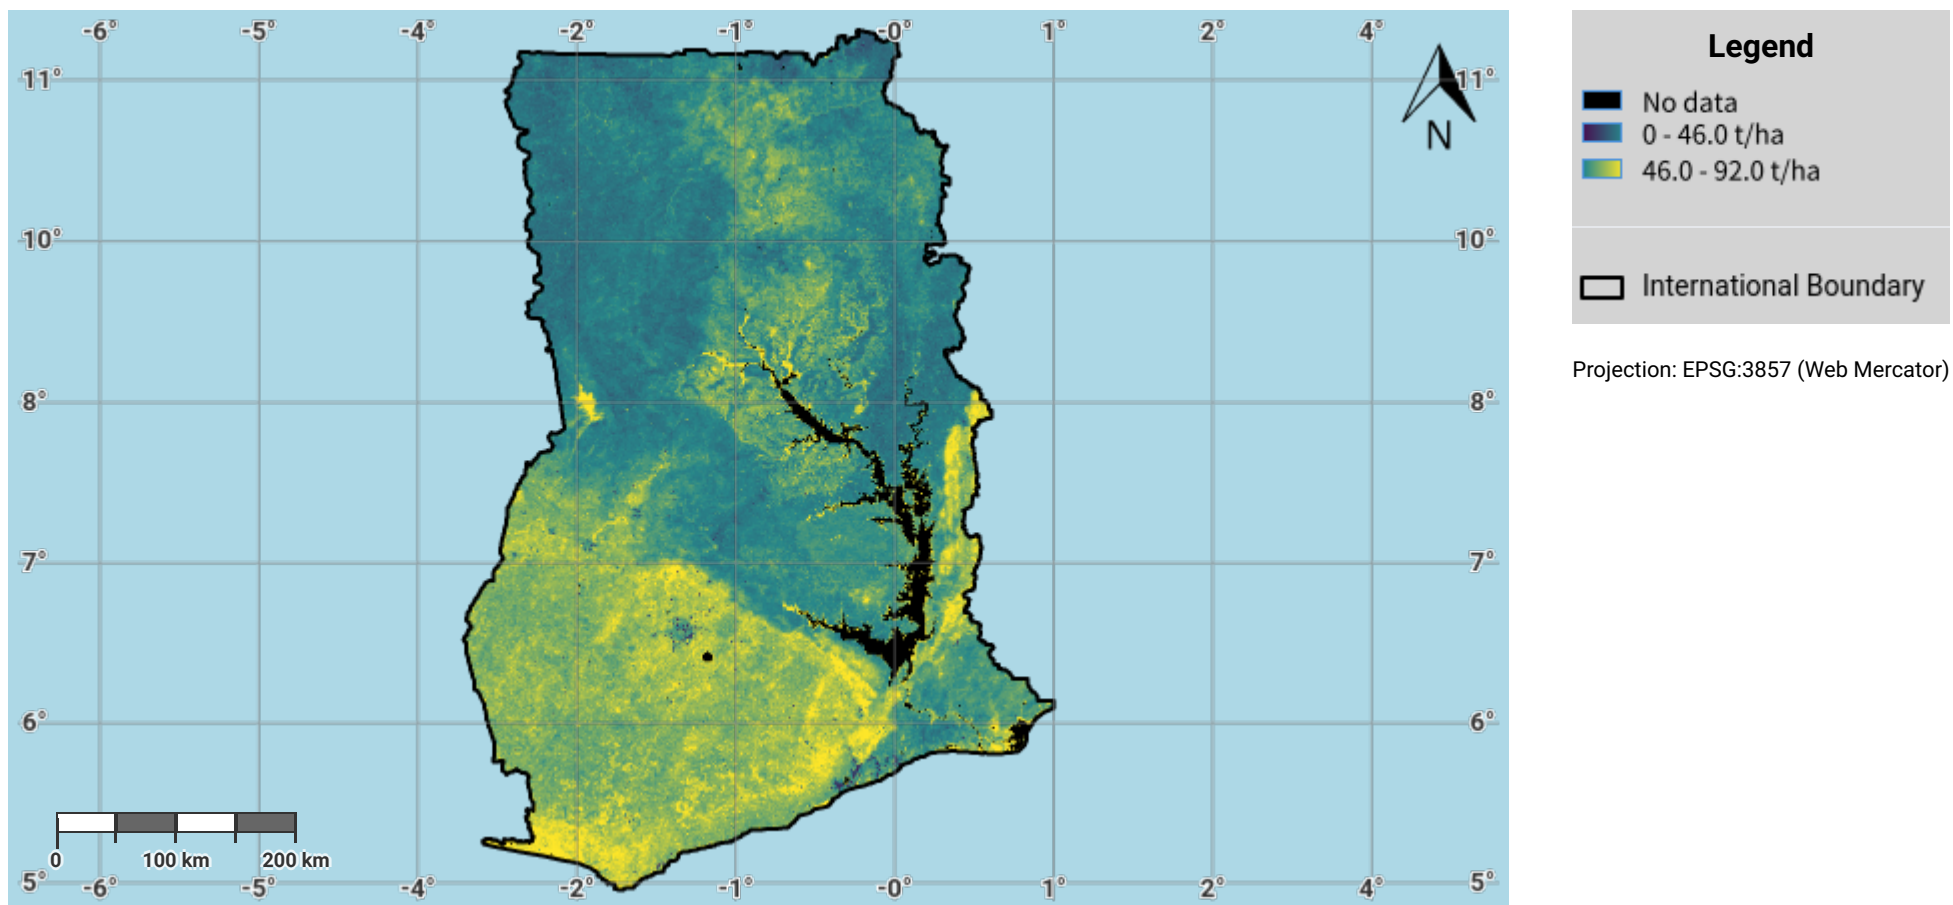 -6° -5° -4° -2° -1° -0° 1° 2° 4°
11° 11°
N
10° 10°
8° 8°
7° 7°
6° 6°
0 100 km 200 km
5° 5°
-6° -5° -4° -2° -1° -0° 1° 2° 4°
Legend
No data
0 - 46.0 t/ha
46.0 - 92.0 t/ha
International Boundary
Projection: EPSG:3857 (Web Mercator)